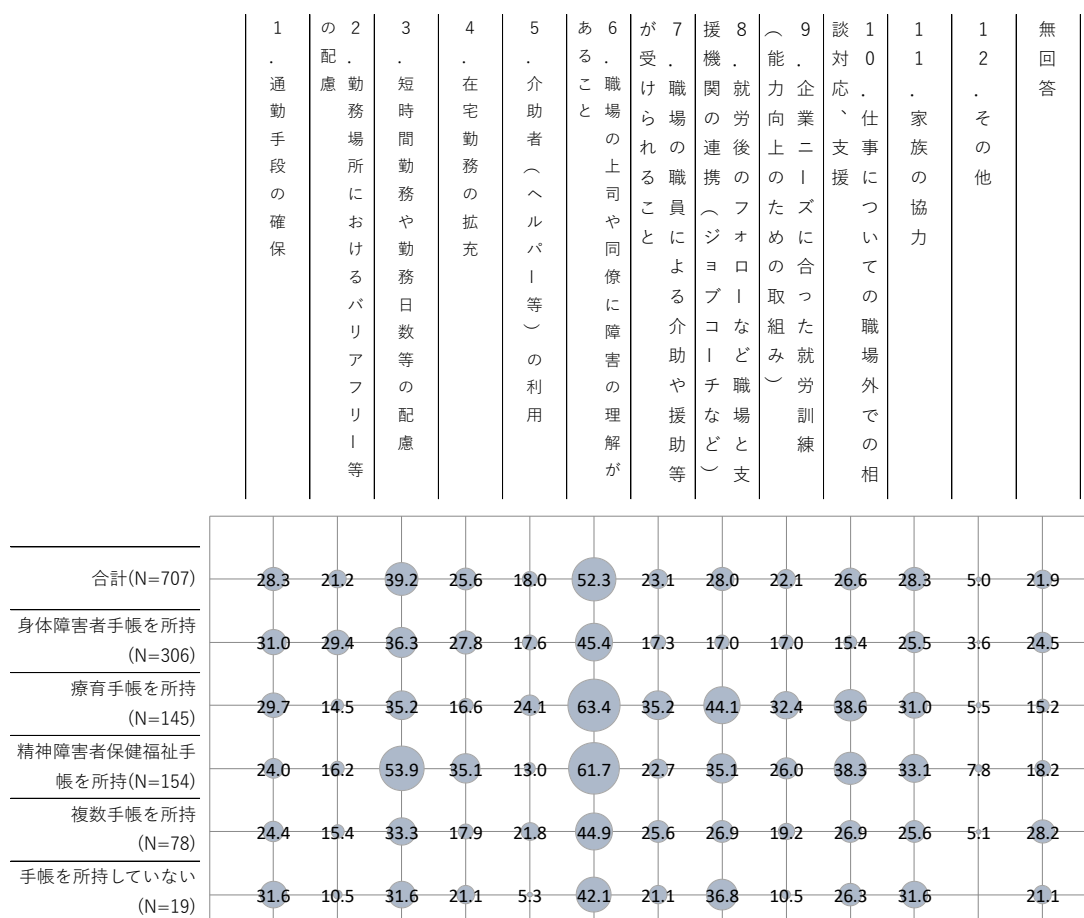 1．通勤手段の確保
2．勤務場所におけるバリアフリー等
の配慮
3．短時間勤務や勤務日数等の配慮
4．在宅勤務の拡充
5．介助者（ヘルパー等）の利用
6．職場の上司や同僚に障害の理解が
あること
7．職場の職員による介助や援助等
が受けられること
8．就労後のフォローなど職場と支
援機関の連携（ジョブコーチなど）
9．企業ニーズに合った就労訓練
（能力向上のための取組み）
10．仕事についての職場外での相
談対応、支援
11．家族の協力
12．その他
無回答
合計(N=707)
28.3 21.2 39.2 25.6 18.0 52.3 23.1 28.0 22.1 26.6 28.3 5.0 21.9
身体障害者手帳を所持
(N=306)
31.0 29.4 36.3 27.8 17.6 45.4 17.3 17.0 17.0 15.4 25.5 3.6 24.5
療育手帳を所持
(N=145)
29.7 14.5 35.2 16.6 24.1 63.4 35.2 44.1 32.4 38.6 31.0 5.5 15.2
精神障害者保健福祉手
帳を所持(N=154)
24.0 16.2 53.9 35.1 13.0 61.7 22.7 35.1 26.0 38.3 33.1 7.8 18.2
複数手帳を所持
(N=78)
24.4 15.4 33.3 17.9 21.8 44.9 25.6 26.9 19.2 26.9 25.6 5.1 28.2
手帳を所持していない
(N=19)
31.6 10.5 31.6 21.1 5.3 42.1 21.1 36.8 10.5 26.3 31.6 21.1